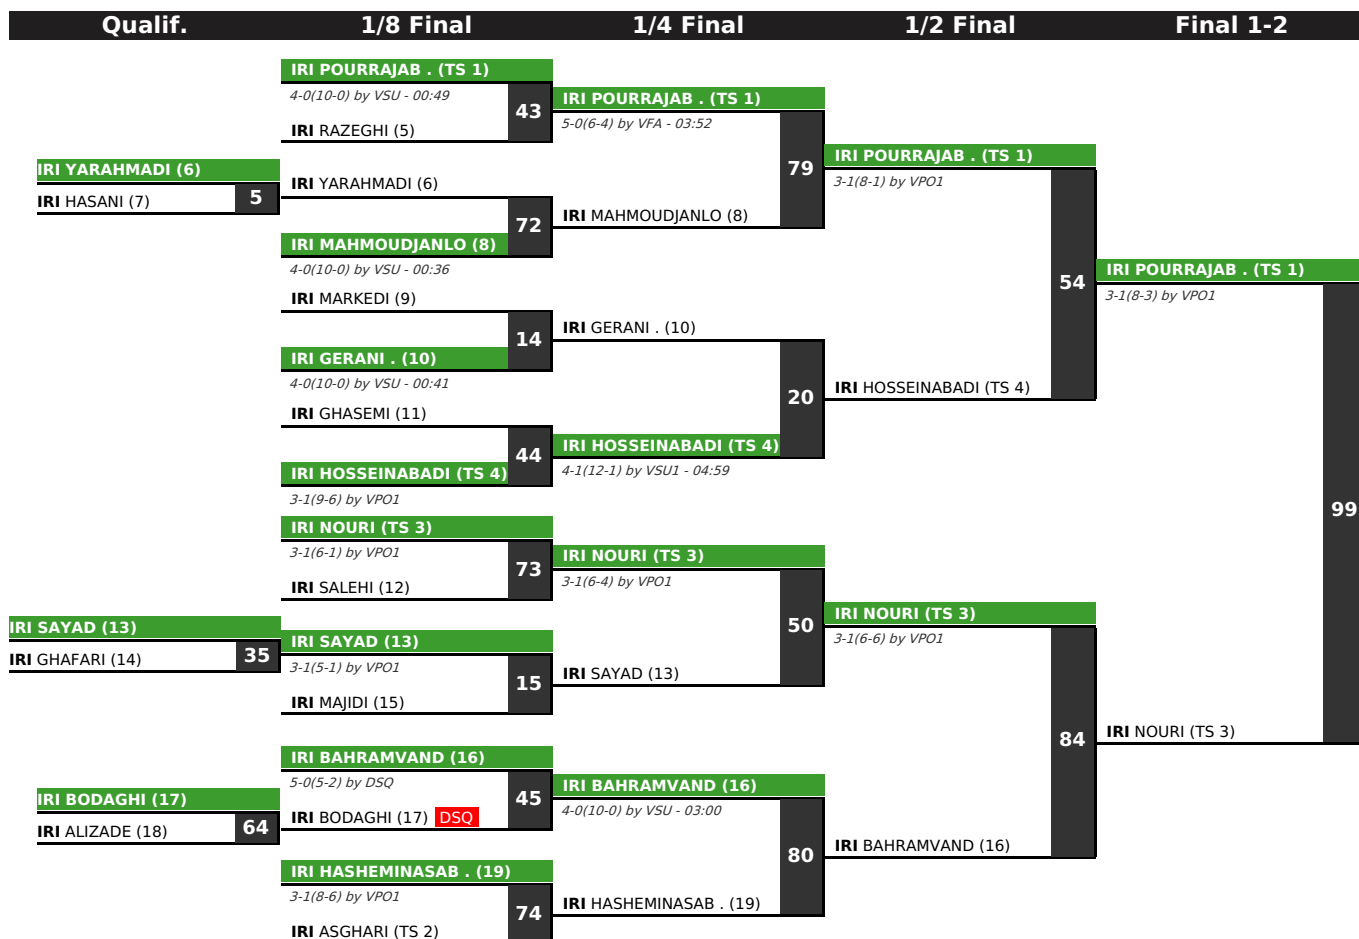 Qualif. 1/8 Final 1/4 Final 1/2 Final Final 1-2
IRI YARAHMADI (6)
IRI HASANI (7)
5
IRI SAYAD (13)
IRI GHAFARI (14)
35
IRI BODAGHI (17)
IRI ALIZADE (18)
64
IRI POURRAJAB . (TS 1)
4-0(10-0) by VSU - 00:49
43
IRI RAZEGHI (5)
IRI YARAHMADI (6)
72
IRI MAHMOUDJANLO (8)
4-0(10-0) by VSU - 00:36
IRI MARKEDI (9)
14
IRI GERANI . (10)
4-0(10-0) by VSU - 00:41
IRI GHASEMI (11)
44
IRI HOSSEINABADI (TS 4)
3-1(9-6) by VPO1
IRI NOURI (TS 3)
3-1(6-1) by VPO1
73
IRI SALEHI (12)
IRI SAYAD (13)
3-1(5-1) by VPO1
15
IRI MAJIDI (15)
IRI BAHRAMVAND (16)
5-0(5-2) by DSQ
45
IRI BODAGHI (17) DSQ
IRI HASHEMINASAB . (19)
3-1(8-6) by VPO1
74
IRI ASGHARI (TS 2)
IRI POURRAJAB . (TS 1)
5-0(6-4) by VFA - 03:52
79
IRI MAHMOUDJANLO (8)
IRI GERANI . (10)
20
IRI HOSSEINABADI (TS 4)
4-1(12-1) by VSU1 - 04:59
IRI NOURI (TS 3)
3-1(6-4) by VPO1
50
IRI SAYAD (13)
IRI BAHRAMVAND (16)
4-0(10-0) by VSU - 03:00
80
IRI HASHEMINASAB . (19)
IRI POURRAJAB . (TS 1)
3-1(8-1) by VPO1
54
IRI HOSSEINABADI (TS 4)
IRI NOURI (TS 3)
3-1(6-6) by VPO1
84
IRI BAHRAMVAND (16)
IRI POURRAJAB . (TS 1)
3-1(8-3) by VPO1
99
IRI NOURI (TS 3)